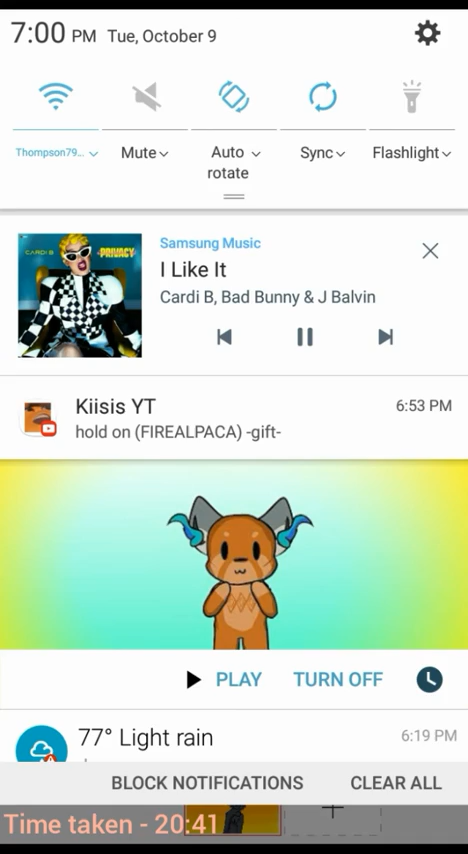 7:00 PM Tue, October 9
Thompson79...
Mute
Auto rotate
Sync
Flashlight
CARDI B
PRIVACY
Samsung Music
I Like It
Cardi B, Bad Bunny & J Balvin
Kiisis YT
6:53 PM
hold on (FIREALPACA) -gift-
PLAY
TURN OFF
77° Light rain
6:19 PM
BLOCK NOTIFICATIONS
CLEAR ALL
Time taken - 20:41